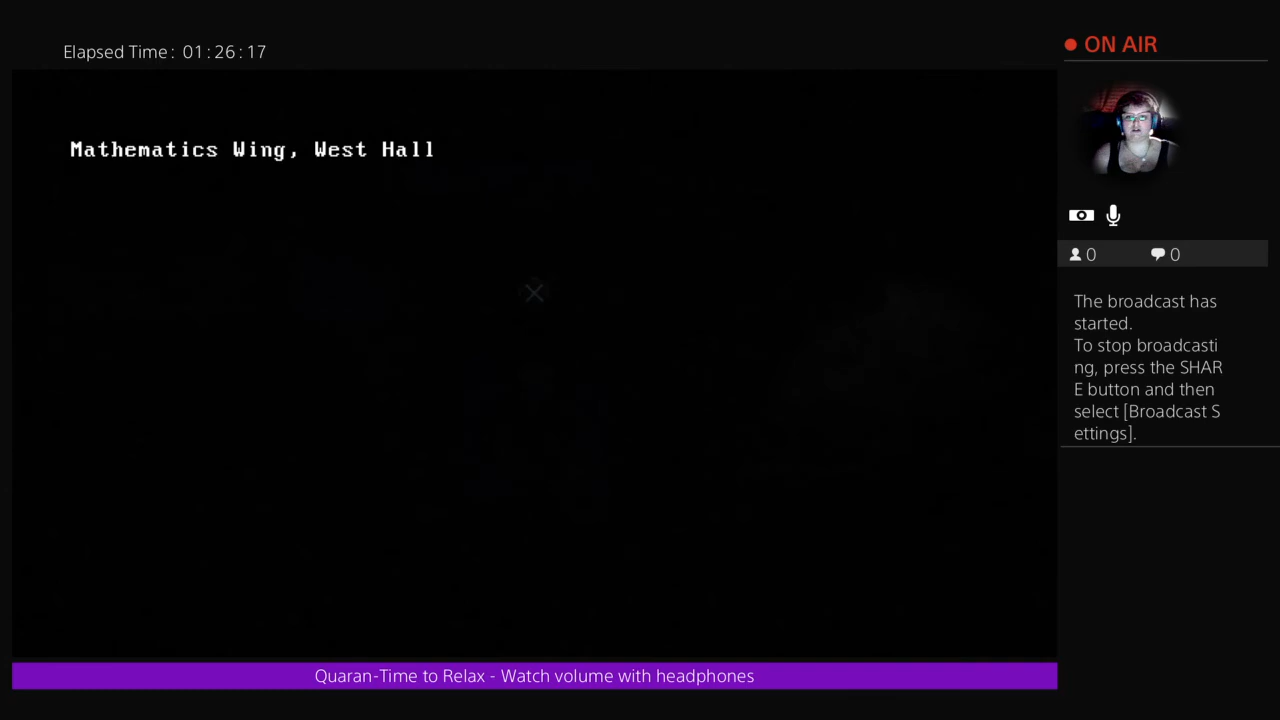 Elapsed Time: 01:26:17
ON AIR
Mathematics Wing, West Hall
0 0
The broadcast has
started.
To stop broadcasti
ng, press the SHAR
E button and then
select [Broadcast S
ettings].
Quaran-Time to Relax - Watch volume with headphones